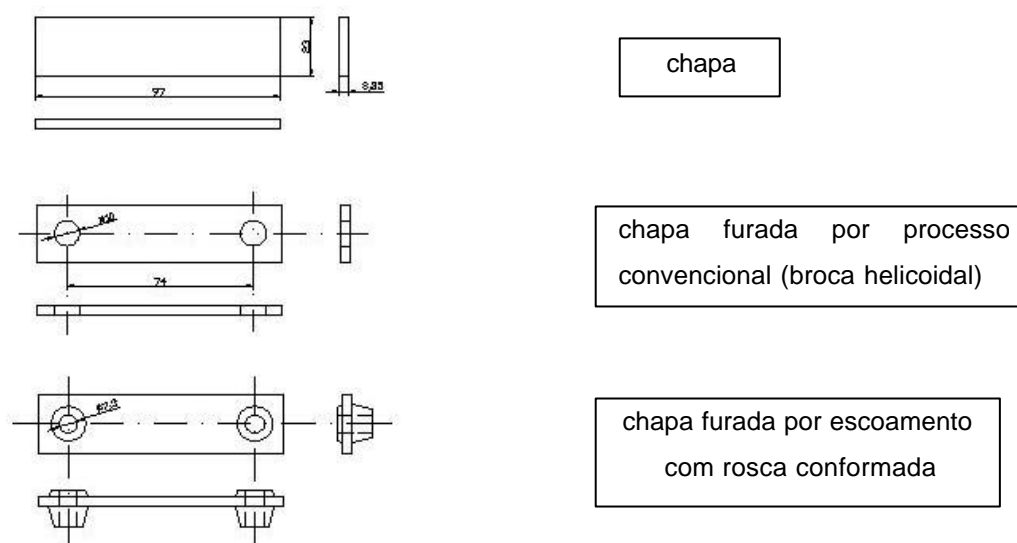 97
chapa
chapa furada por processo
convencional (broca helicoidal)
74
chapa furada por escoamento
com rosca conformada